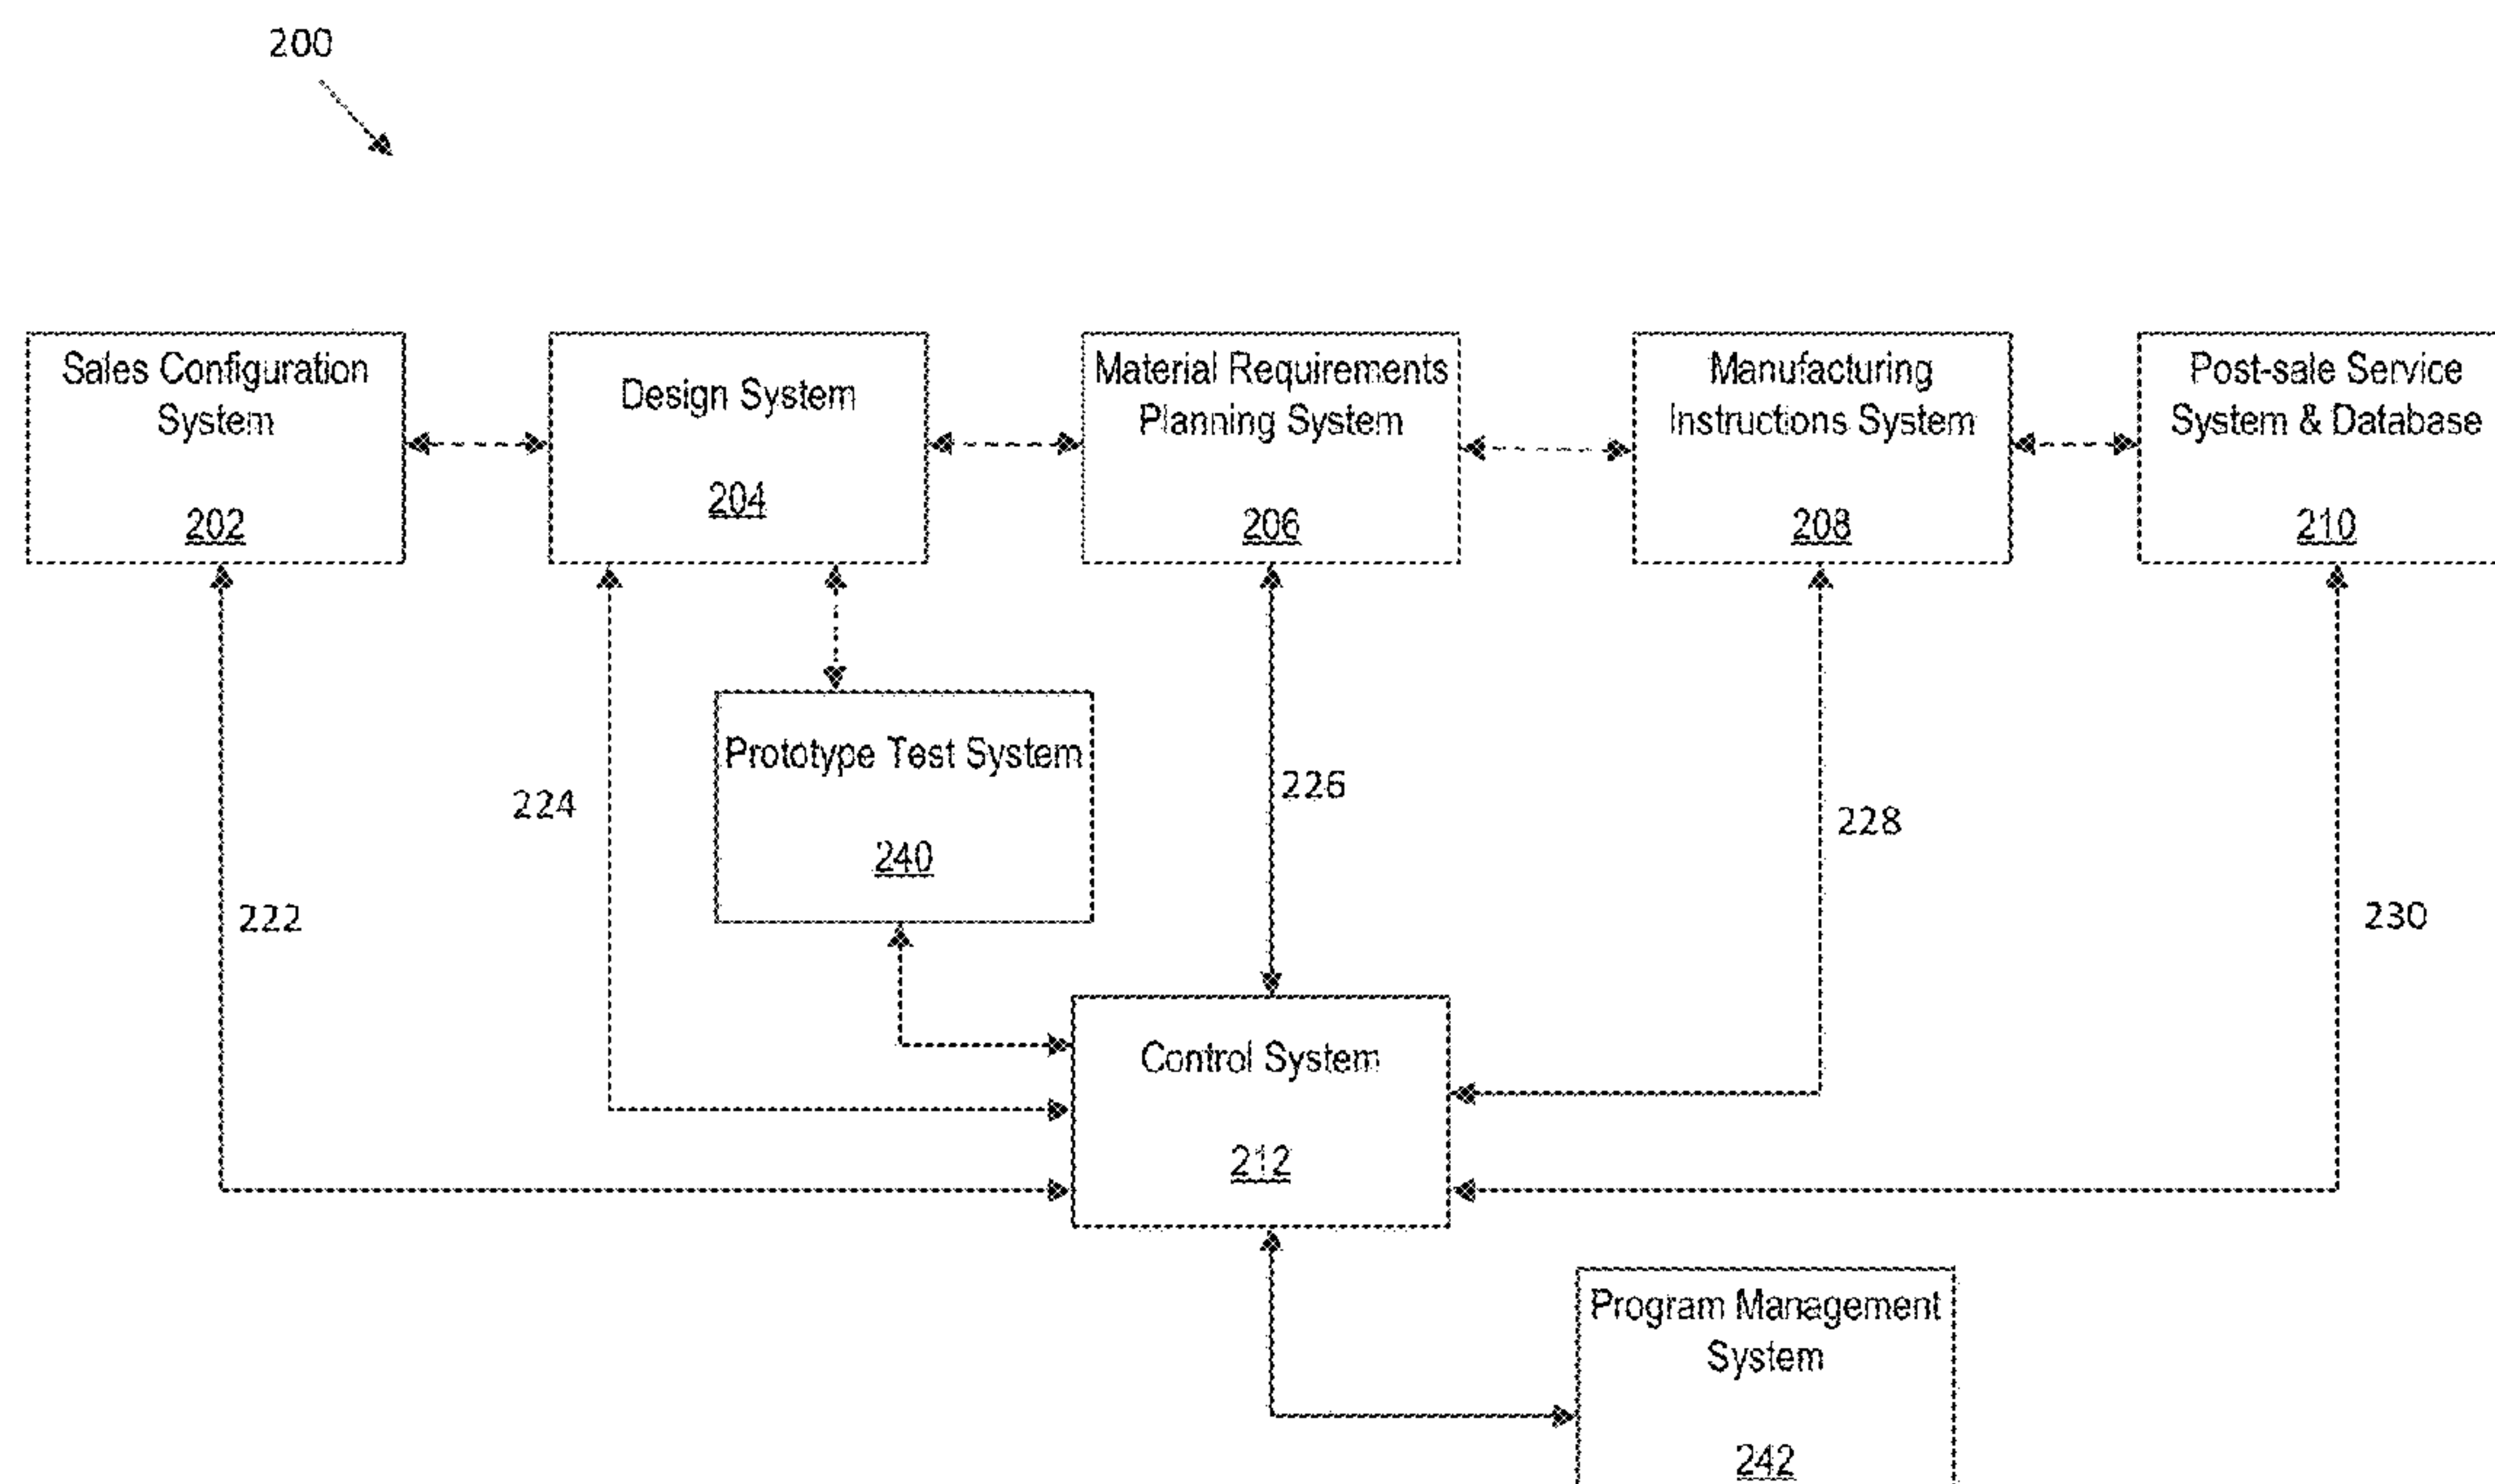 200
Sales Configuration
System
202
Design System
204
Material Requirements
Planning System
206
Manufacturing
Instructions System
208
Post-sale Service
System & Database
210
Prototype Test System
240
224
226
228
222
230
Control System
212
Program Management
System
242